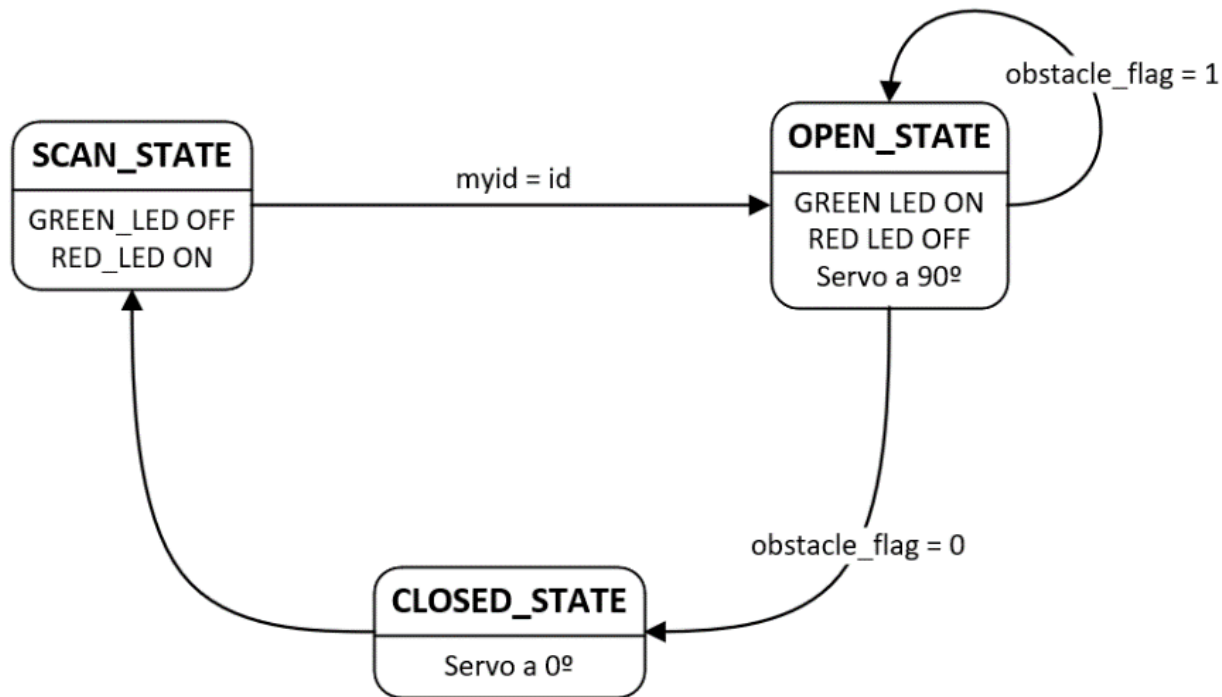 obstacle_flag = 1
SCAN_STATE
GREEN_LED OFF
RED_LED ON
myid = id
OPEN_STATE
GREEN LED ON
RED LED OFF
Servo a 90º
obstacle_flag = 0
CLOSED_STATE
Servo a 0º